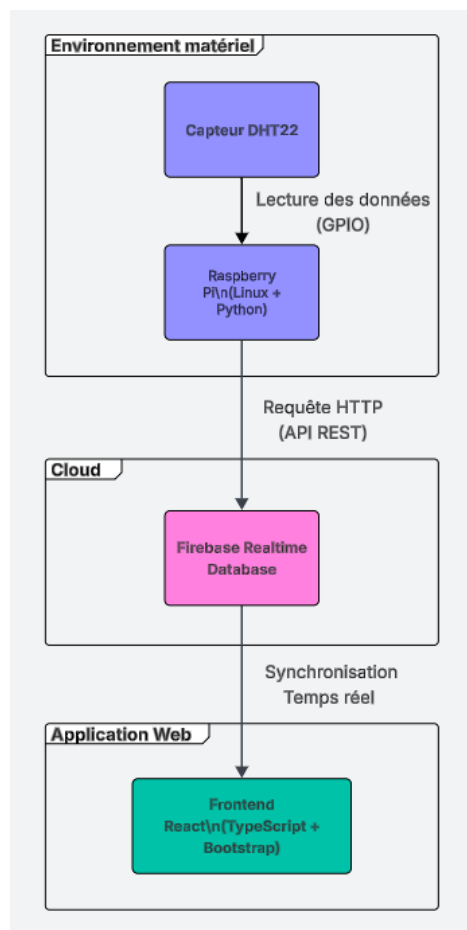 Environnement matériel
Capteur DHT22
Lecture des données
(GPIO)
Raspberry
Pi\n(Linux +
Python)
Requête HTTP
(API REST)
Cloud
Firebase Realtime
Database
Synchronisation
Temps réel
Application Web
Frontend
React\n(TypeScript +
Bootstrap)